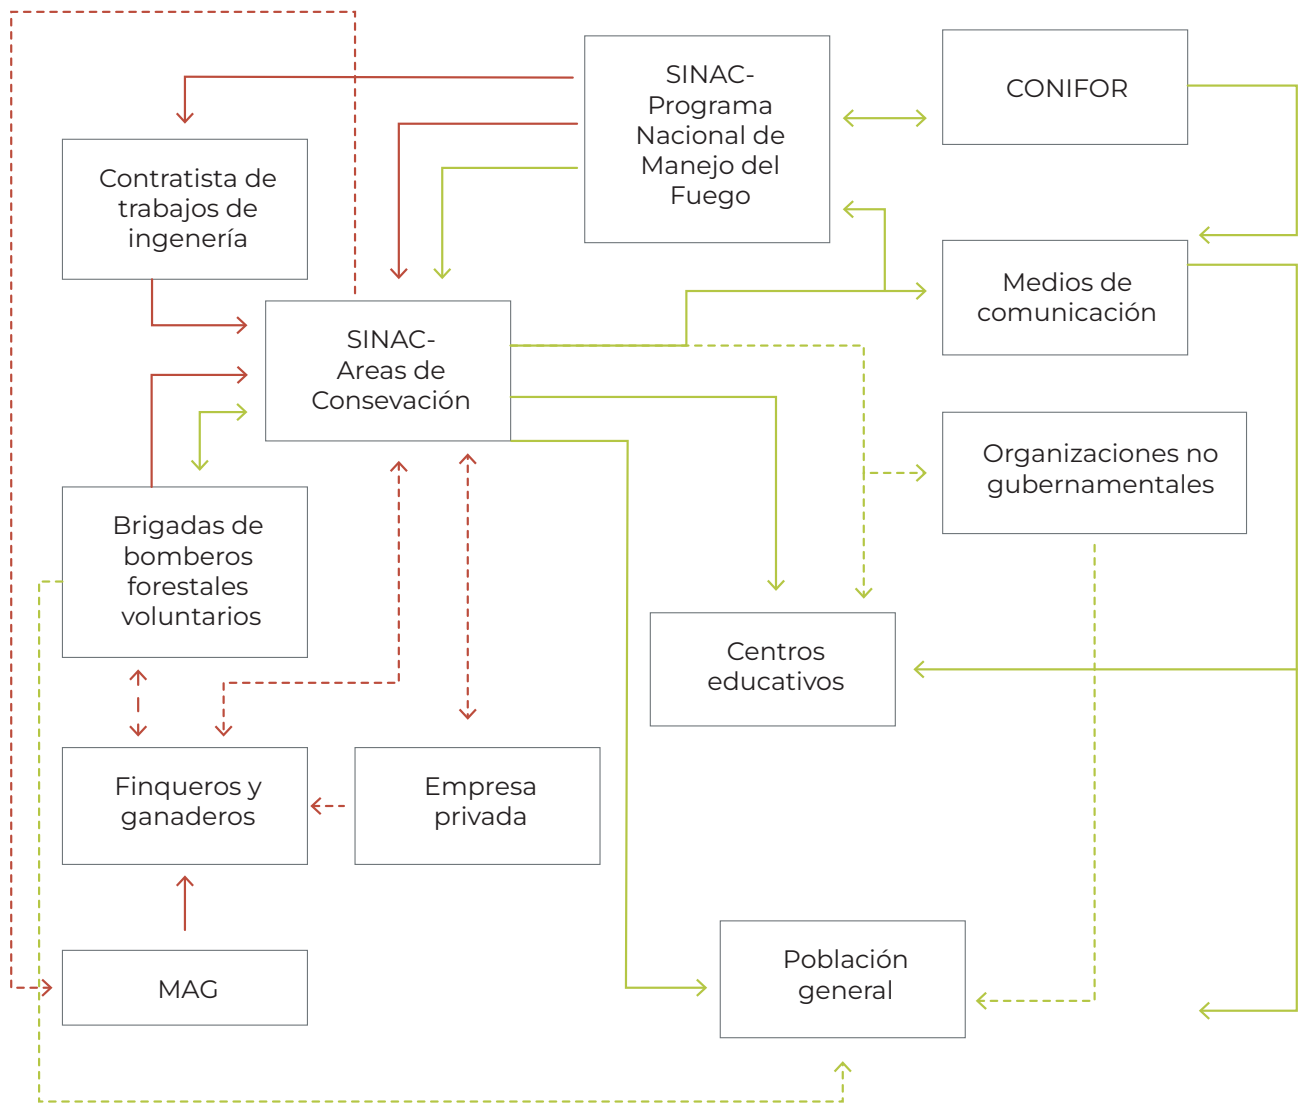 SINAC-
Programa
Nacional de
Manejo del
Fuego
CONIFOR
Contratista de
trabajos de
ingenería
Medios de
comunicación
SINAC-
Areas de
Consevación
Organizaciones no
gubernamentales
Brigadas de
bomberos
forestales
voluntarios
Centros
educativos
Finqueros y
ganaderos
Empresa
privada
Población
general
MAG